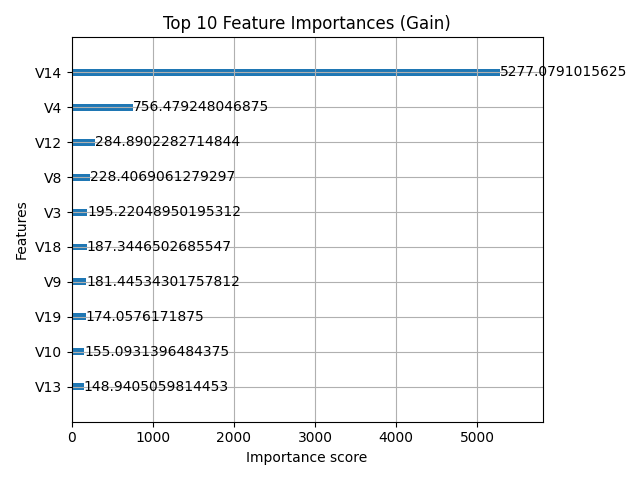 Top 10 Feature Importances (Gain)
Features
V14 5277.0791015625
V4 756.479248046875
V12 284.8902282714844
V8 228.4069061279297
V3 195.22048950195312
V18 187.3446502685547
V9 181.44534301757812
V19 174.0576171875
V10 155.0931396484375
V13 148.9405059814453
0 1000 2000 3000 4000 5000
Importance score